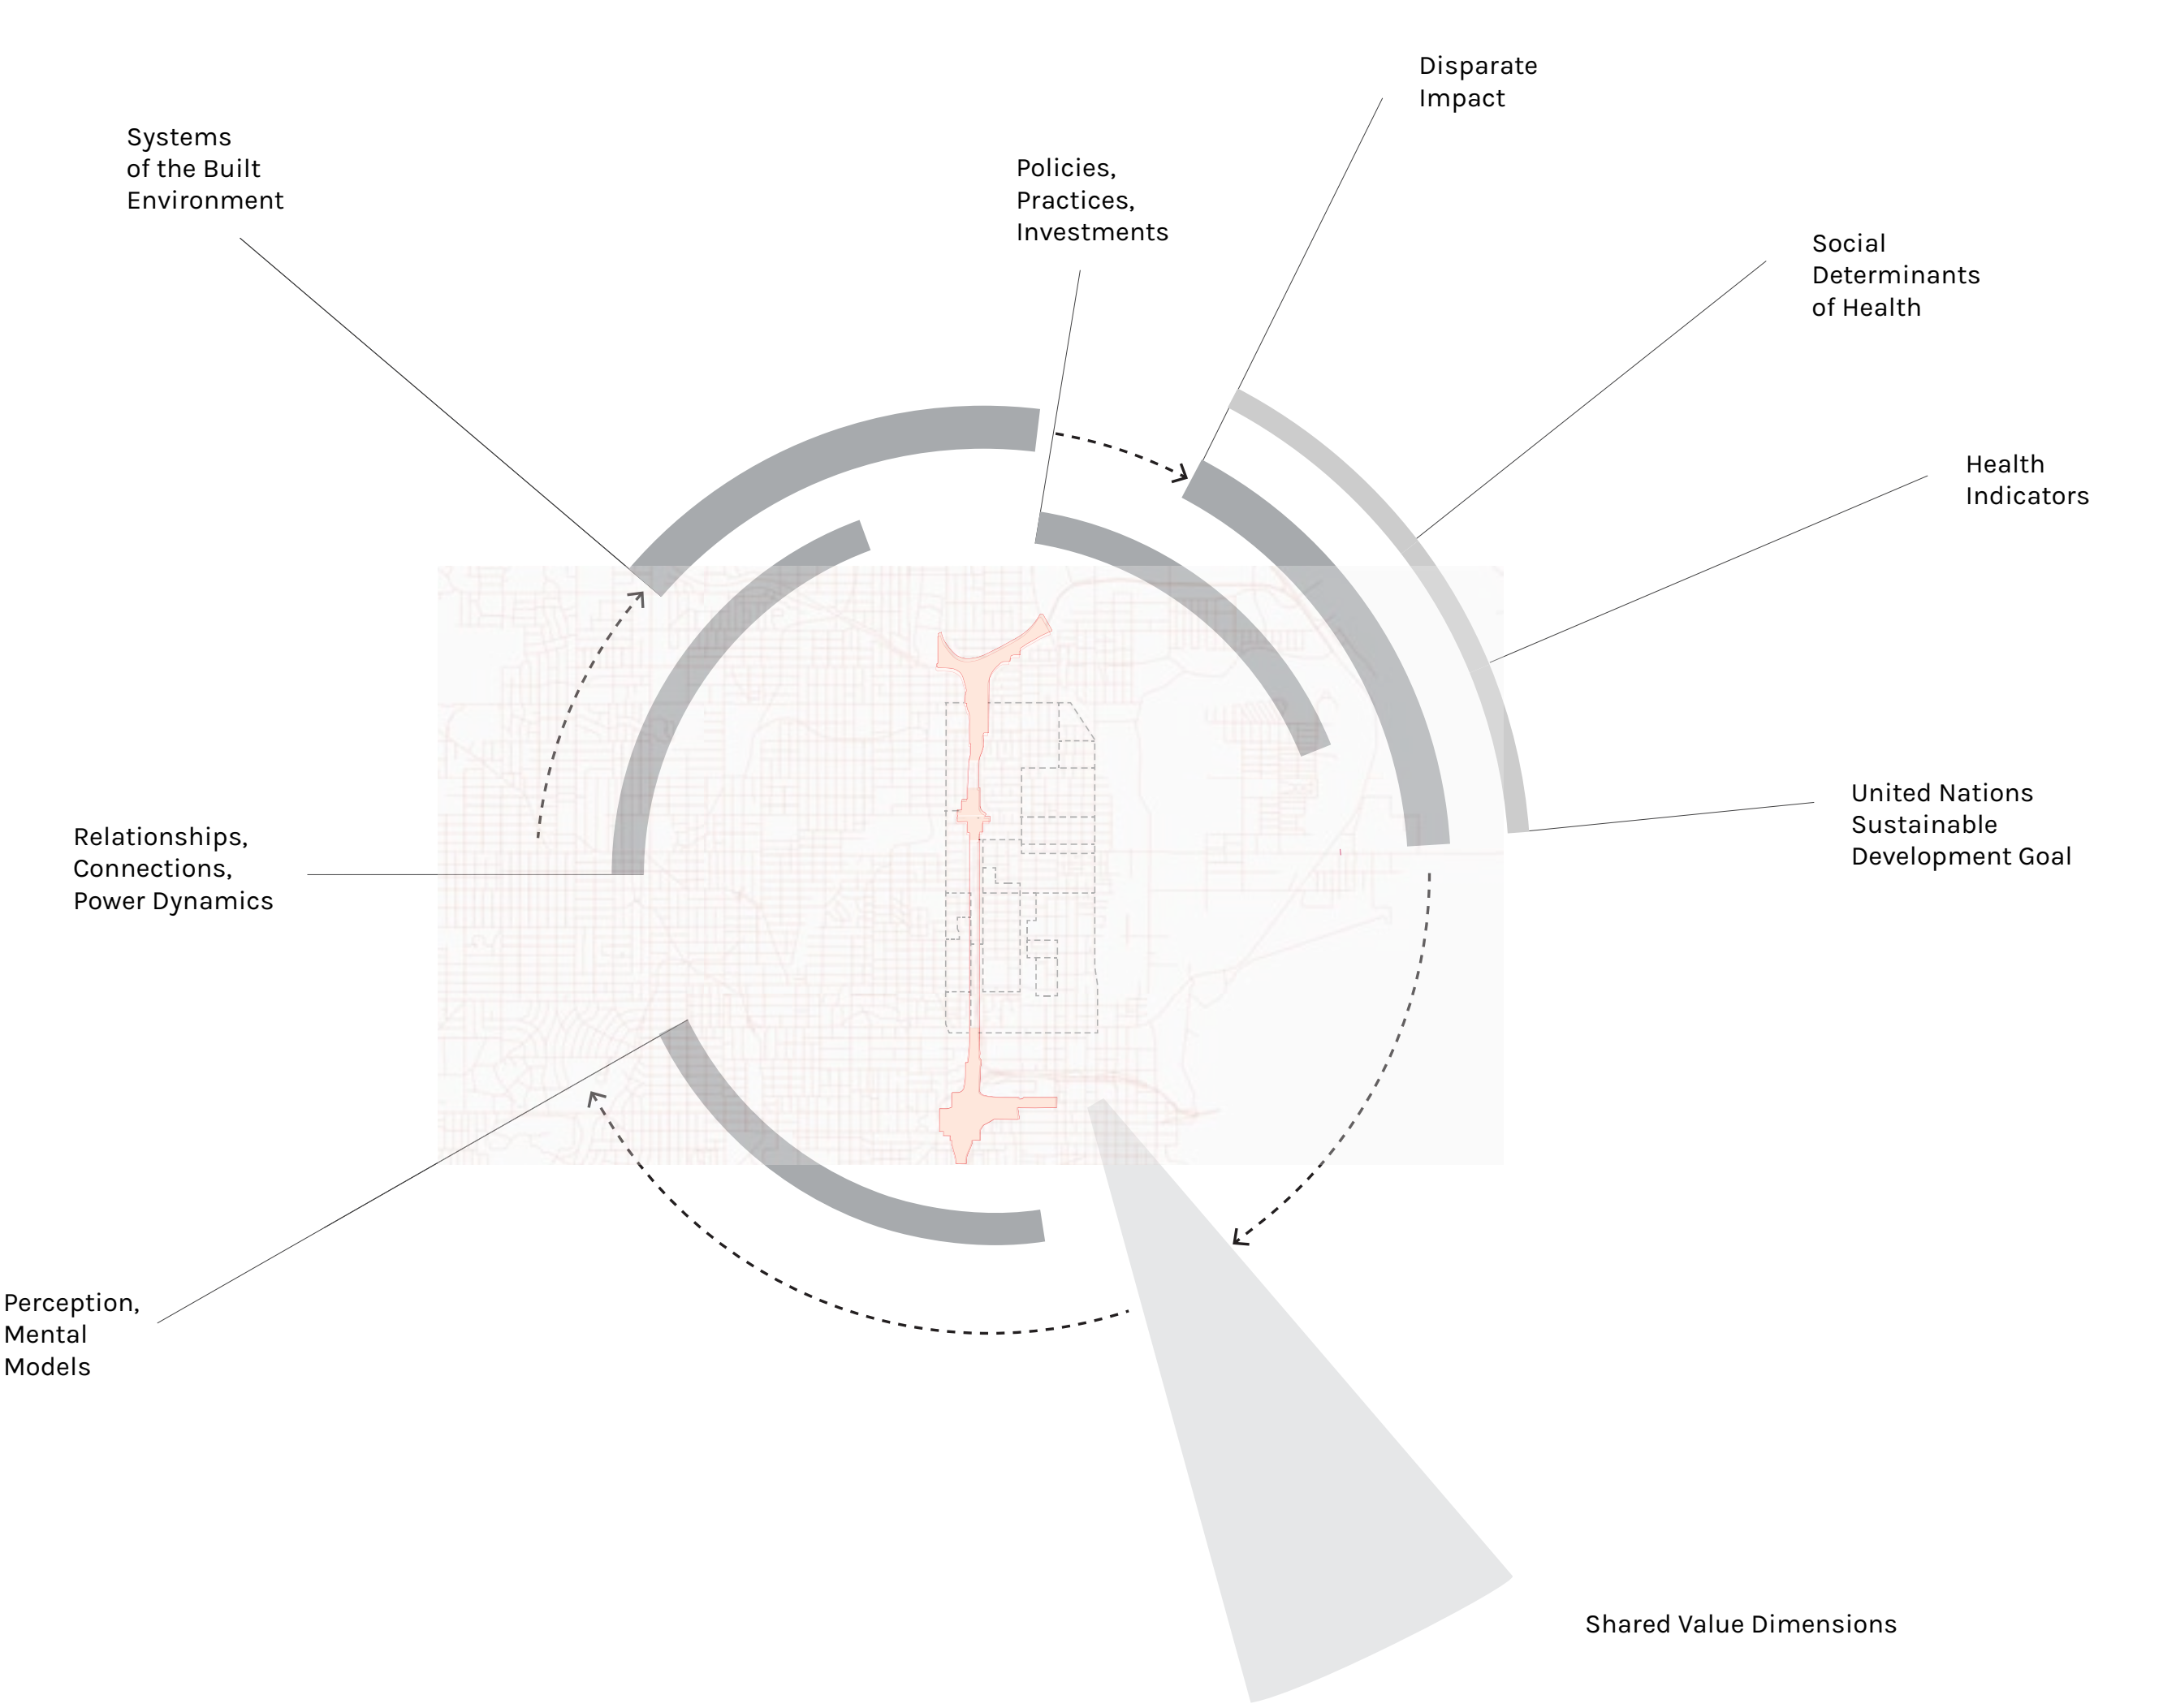 Disparate
Impact
Systems
of the Built
Environment
Policies,
Practices,
Investments
Social
Determinants
of Health
Health
Indicators
United Nations
Sustainable
Development Goal
Relationships,
Connections,
Power Dynamics
Perception,
Mental
Models
Shared Value Dimensions